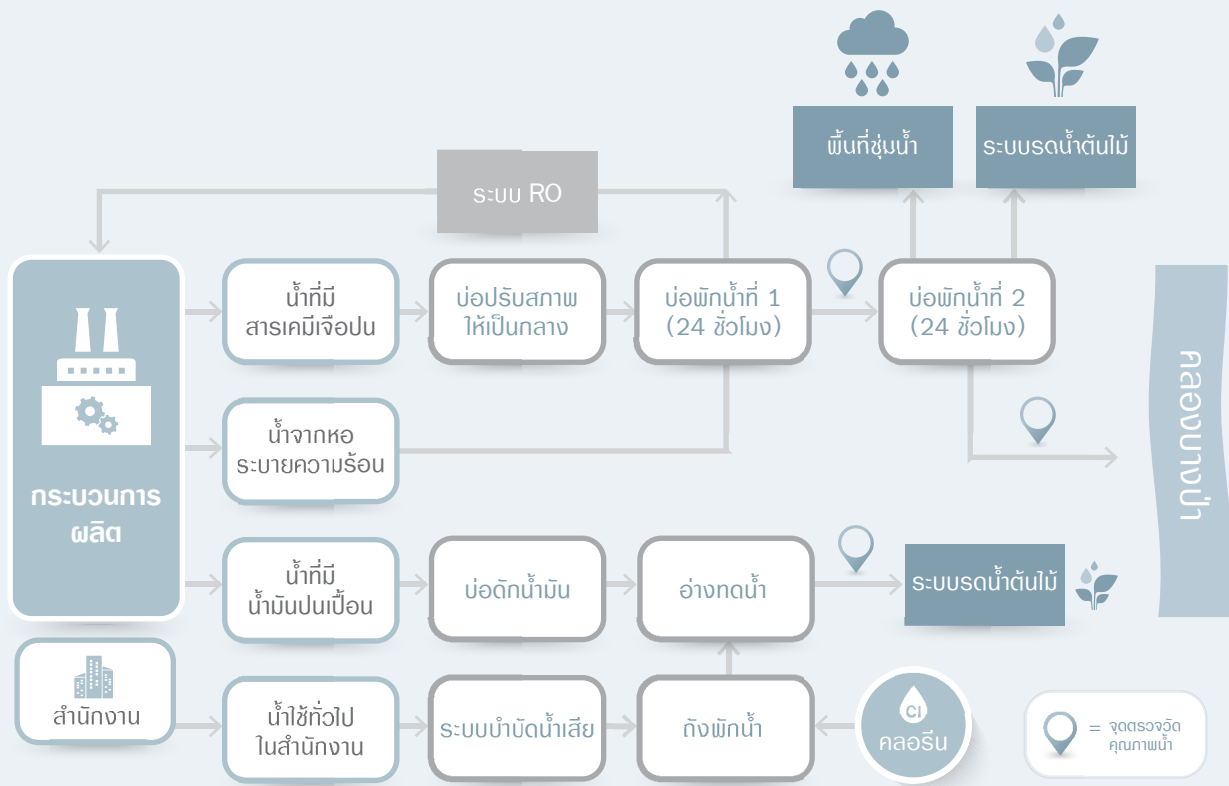 พื้นที่ชุ่มน้ำ
ระบบรดน้ำต้นไม้
ระบบ RO
น้ำที่มี
สารเคมีเจือปน
บ่อปรับสภาพ
ให้เป็นกลาง
บ่อพักน้ำที่ 1
(24 ชั่วโมง)
บ่อพักน้ำที่ 2
(24 ชั่วโมง)
คลองบางป๋า
น้ำจากหอ
ระบายความร้อน
กระบวนการ
ผลิต
น้ำที่มี
น้ำมันปนเปื้อน
บ่อดักน้ำมัน
อ่างทดน้ำ
ระบบรดน้ำต้นไม้
สำนักงาน
น้ำใช้ทั่วไป
ในสำนักงาน
ระบบบำบัดน้ำเสีย
ถังพักน้ำ
Cl
คลอรีน
= จุดตรวจวัด
คุณภาพน้ำ